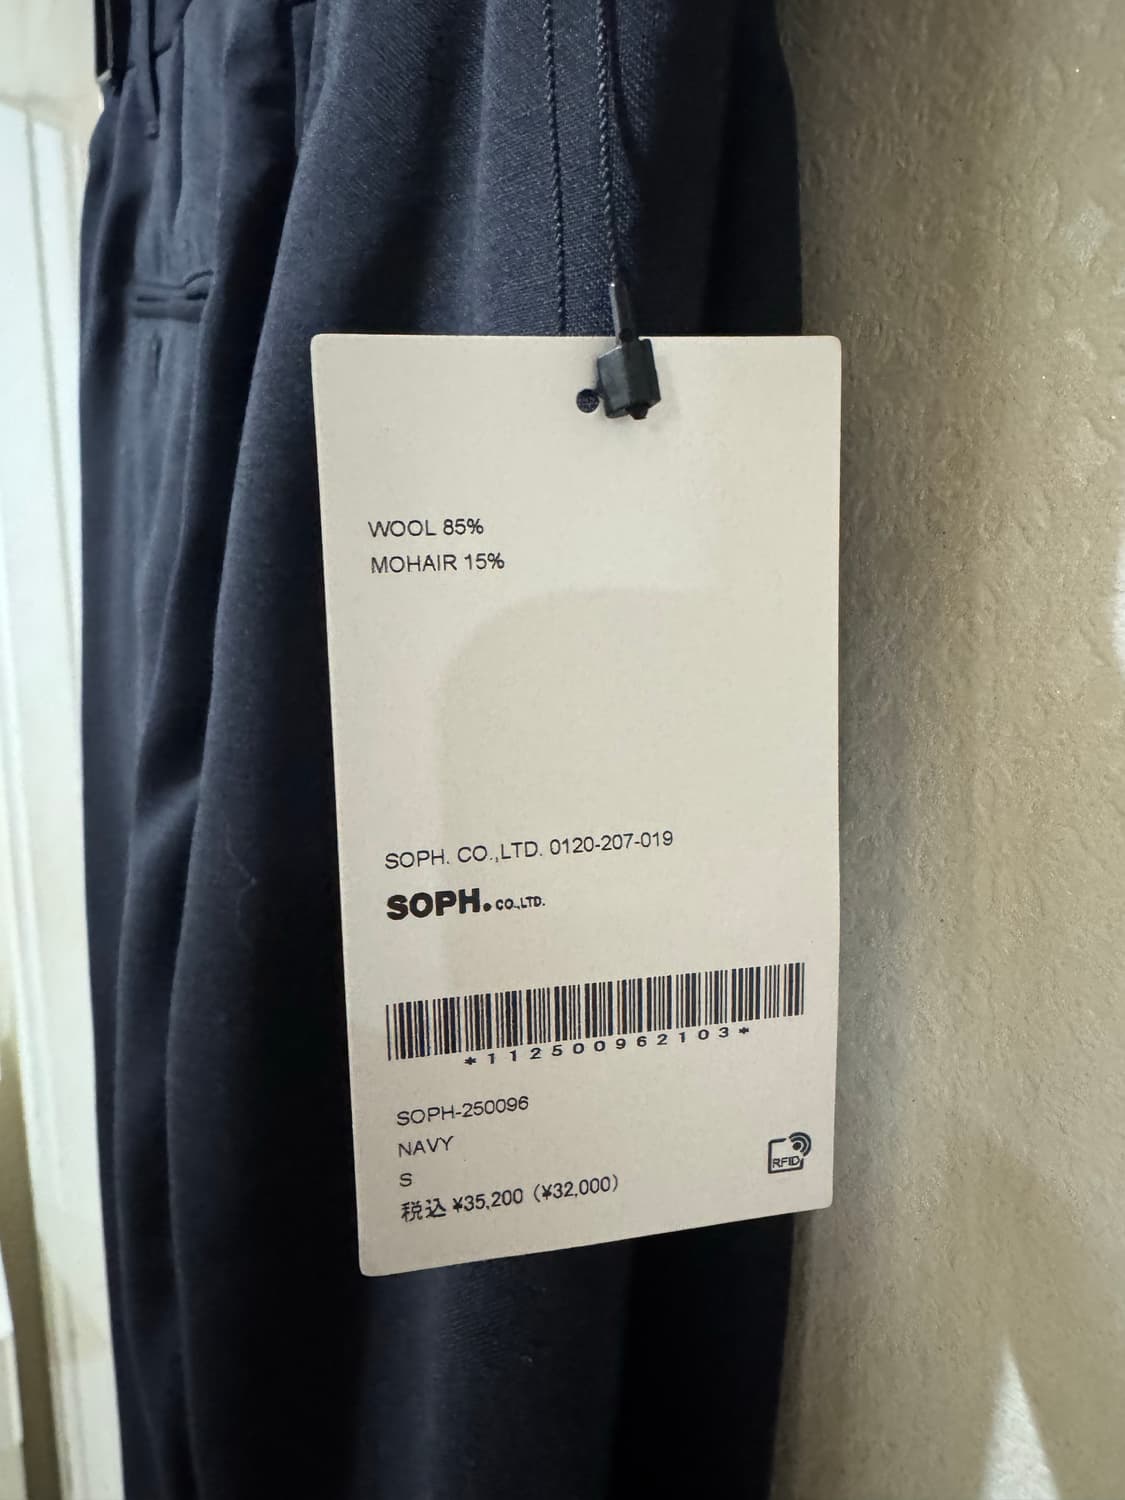 WOOL 85%
MOHAIR 15%
SOPH. CO.,LTD. 0120-207-019
SOPH. CO.,LTD.
*112500962103*
SOPH-250096
NAVY
S
税込 ¥35,200 (¥32,000)
RFID